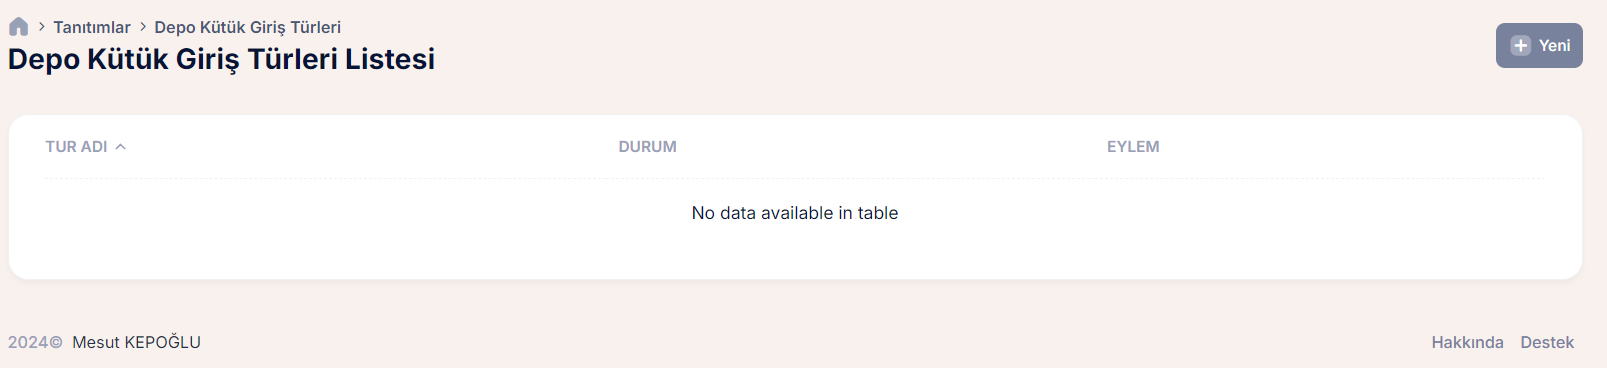 Tanıtımlar > Depo Kütük Giriş Türleri
Depo Kütük Giriş Türleri Listesi
Yeni
TUR ADI DURUM EYLEM
No data available in table
2024© Mesut KEPOĞLU Hakkında Destek